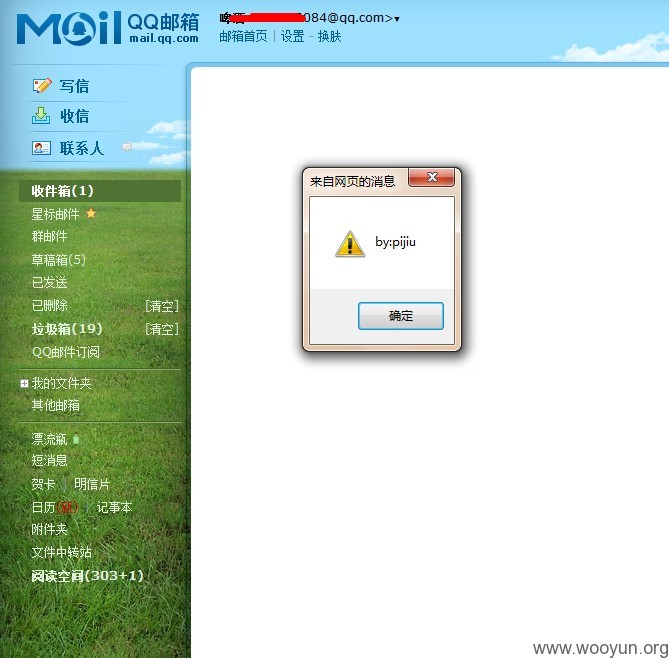 Mail QQ邮箱
mail.qq.com
084@qq.com>▾
邮箱首页 | 设置 - 换肤
写信
收信
联系人
收件箱(1)
星标邮件
群邮件
草稿箱(5)
已发送
已删除 [清空]
垃圾箱(19) [清空]
QQ邮件订阅
我的文件夹
其他邮箱
漂流瓶
短消息
贺卡 | 明信片
日历(新) / 记事本
附件夹
文件中转站
阅读空间(303+1)
来自网页的消息
by:pijiu
确定
www.wooyun.org